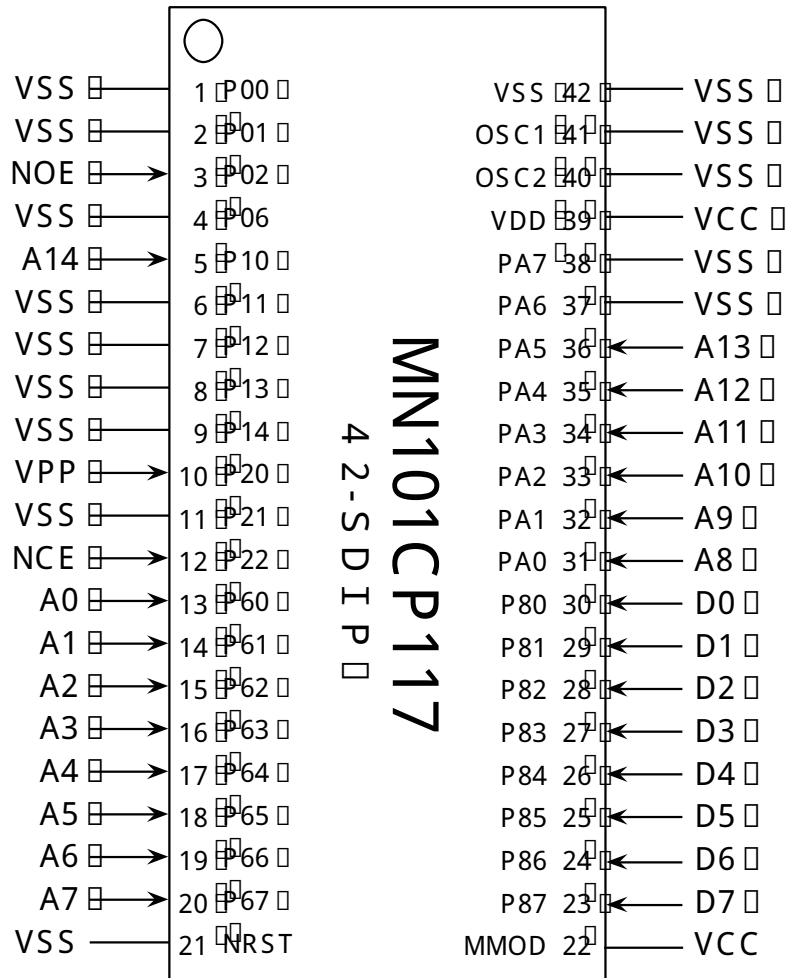 VSS 1 P00 VSS 42 VSS
VSS 2 P01 OSC1 41 VSS
NOE 3 P02 OSC2 40 VSS
VSS 4 P06 VDD 39 VCC
A14 5 P10 PA7 38 VSS
VSS 6 P11 PA6 37 VSS
VSS 7 P12 PA5 36 A13
VSS 8 P13 PA4 35 A12
VSS 9 P14 PA3 34 A11
VPP 10 P20 PA2 33 A10
VSS 11 P21 PA1 32 A9
NCE 12 P22 PA0 31 A8
A0 13 P60 P80 30 D0
A1 14 P61 P81 29 D1
A2 15 P62 P82 28 D2
A3 16 P63 P83 27 D3
A4 17 P64 P84 26 D4
A5 18 P65 P85 25 D5
A6 19 P66 P86 24 D6
A7 20 P67 P87 23 D7
VSS 21 NRST MMOD 22 VCC
MN101CP117
42-SDIP